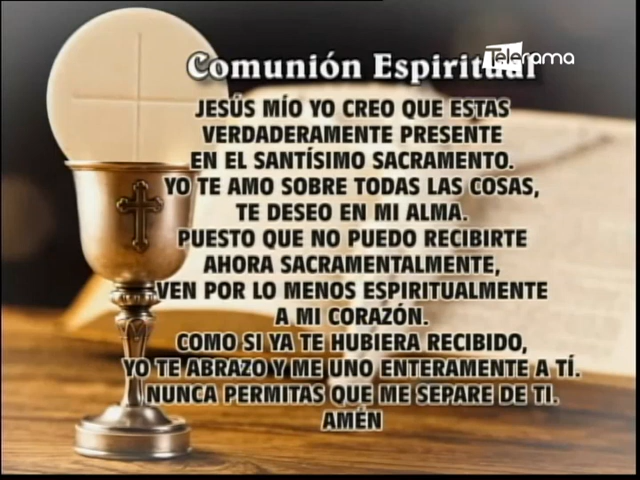 Comunión Espiritual
Telerama
JESÚS MÍO YO CREO QUE ESTAS
VERDADERAMENTE PRESENTE
EN EL SANTÍSIMO SACRAMENTO.
YO TE AMO SOBRE TODAS LAS COSAS,
TE DESEO EN MI ALMA.
PUESTO QUE NO PUEDO RECIBIRTE
AHORA SACRAMENTALMENTE,
VEN POR LO MENOS ESPIRITUALMENTE
A MI CORAZÓN.
COMO SI YA TE HUBIERA RECIBIDO,
YO TE ABRAZO Y ME UNO ENTERAMENTE A TÍ.
NUNCA PERMITAS QUE ME SEPARE DE TI.
AMÉN